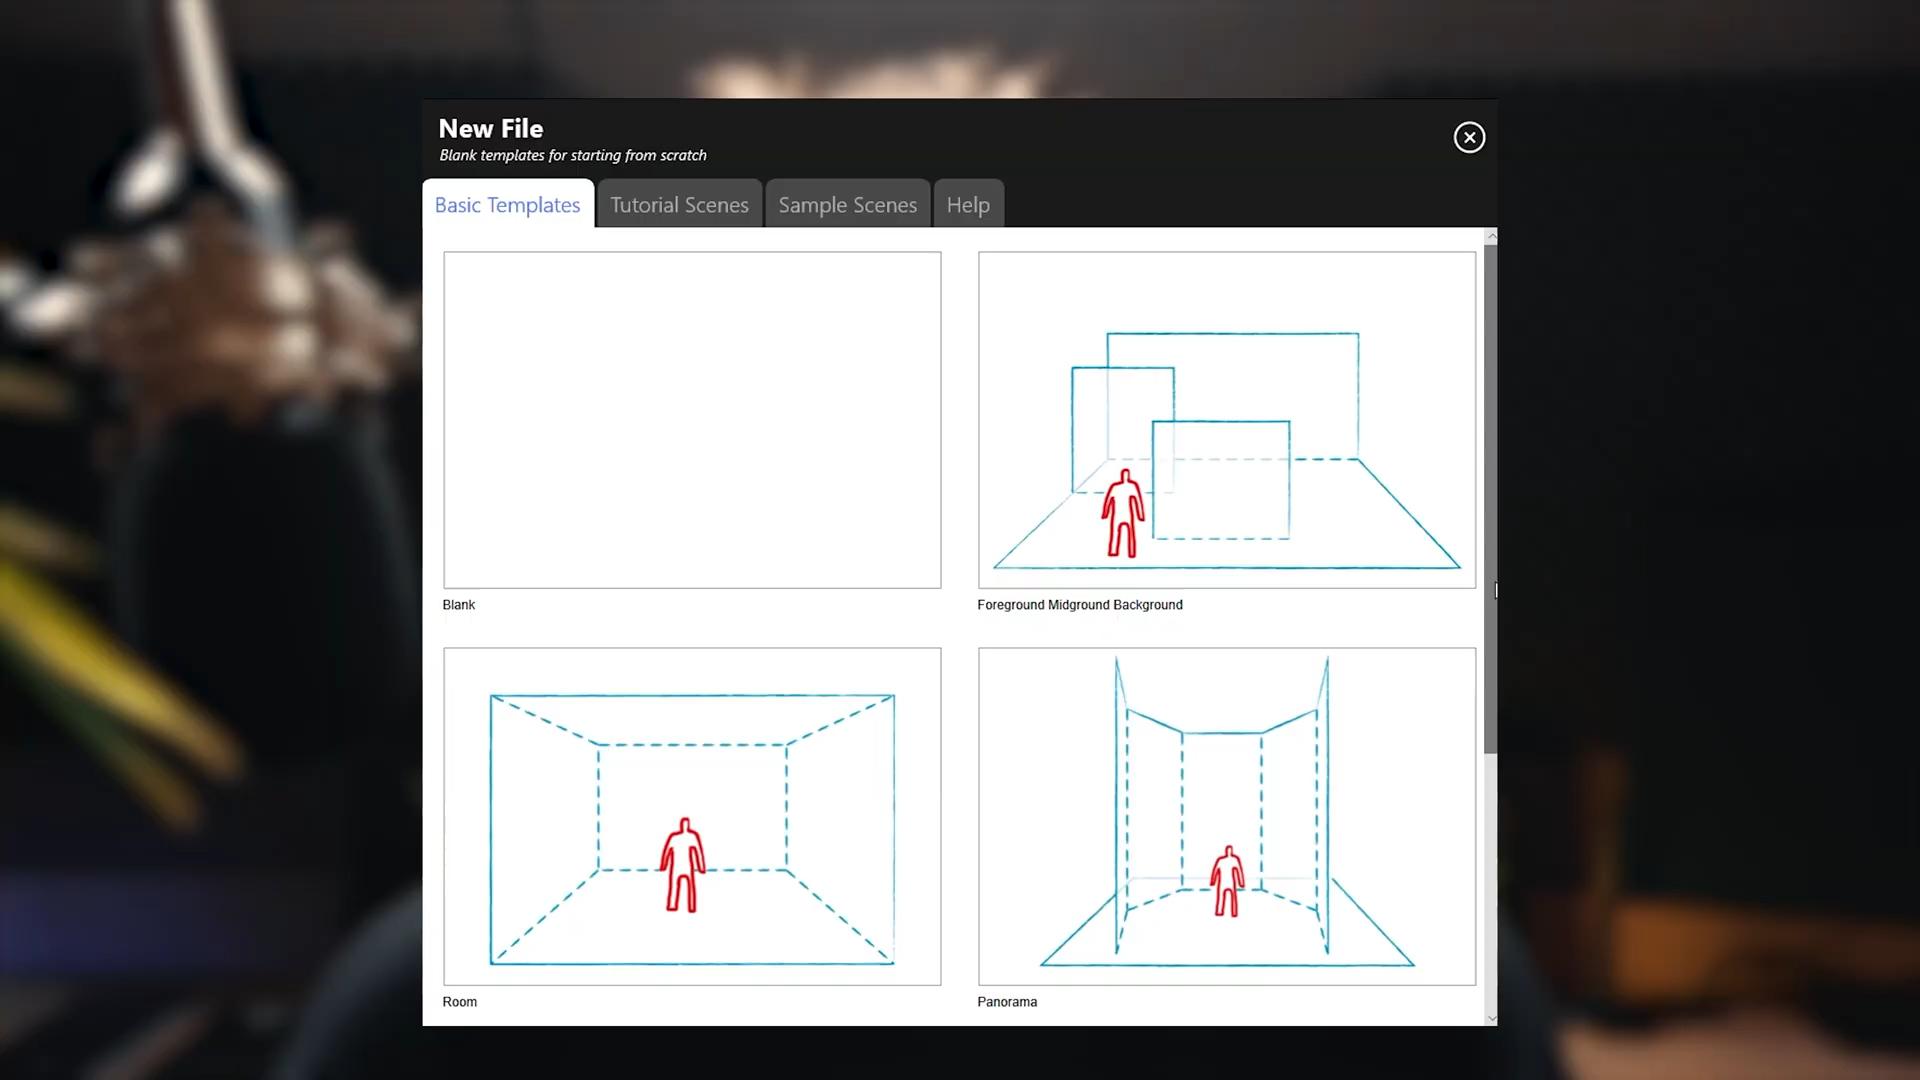 New File
Blank templates for starting from scratch
Basic Templates
Tutorial Scenes
Sample Scenes
Help
Blank
Foreground Midground Background
Room
Panorama